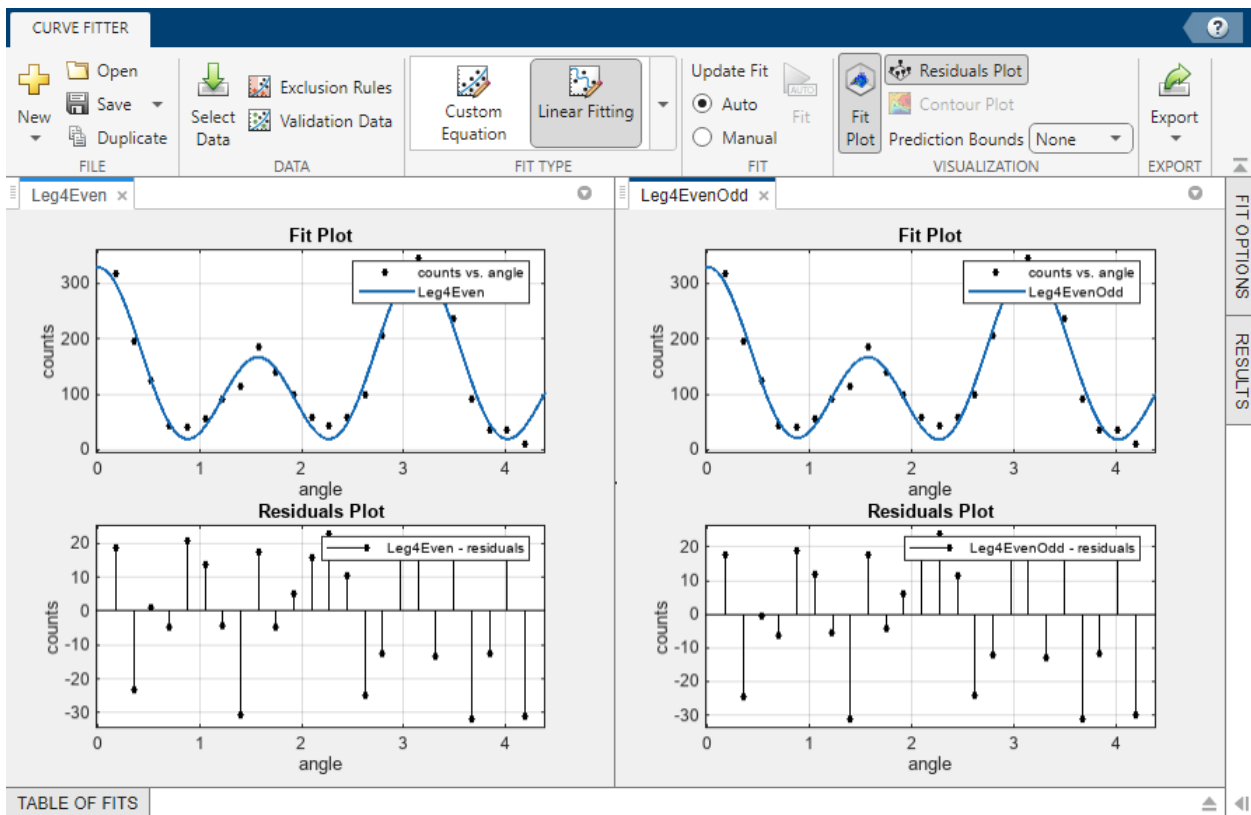 CURVE FITTER
?
New
Open
Save
Duplicate
FILE
Select Data
Exclusion Rules
Validation Data
DATA
Custom Equation
Linear Fitting
FIT TYPE
Update Fit
Auto
Manual
AUTO
Fit
FIT
Fit Plot
Residuals Plot
Contour Plot
Prediction Bounds None
VISUALIZATION
Export
EXPORT
Leg4Even ×
Fit Plot
counts vs. angle
Leg4Even
counts
300
200
100
0
0 1 2 3 4
angle
Residuals Plot
Leg4Even - residuals
counts
20
10
0
-10
-20
-30
0 1 2 3 4
angle
Leg4EvenOdd ×
Fit Plot
counts vs. angle
Leg4EvenOdd
counts
300
200
100
0
0 1 2 3 4
angle
Residuals Plot
Leg4EvenOdd - residuals
counts
20
10
0
-10
-20
-30
0 1 2 3 4
angle
FIT OPTIONS
RESULTS
TABLE OF FITS